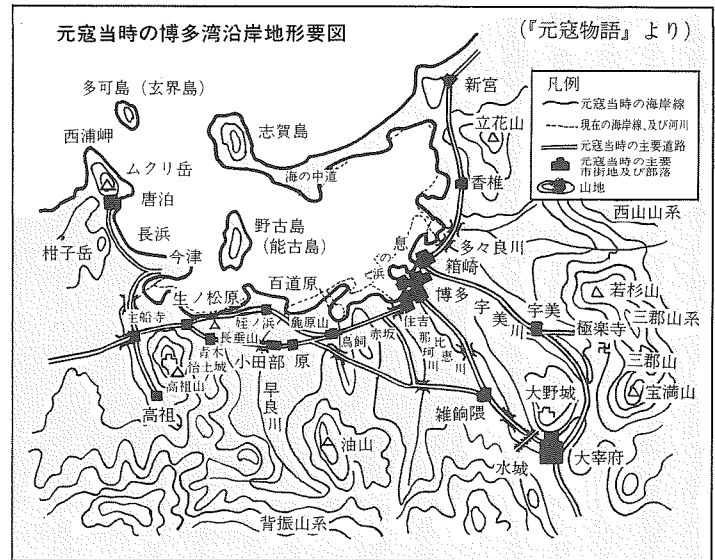 元寇当時の博多湾沿岸地形要図
(『元寇物語』より)
凡例
元寇当時の海岸線
現在の海岸線、及び河川
元寇当時の主要道路
元寇当時の主要
市街地及び部落
山地
多可島(玄界島)
西浦岬
ムクリ岳
唐泊
志賀島
海の中道
新宮
立花山
香椎
柑子岳
長浜
今津
野古島
(能古島)
百道原
息の浜
多々良川
箱崎
博多
西山山系
若杉山
三郡山系
宇美川
宇美
極楽寺
三郡山
宝満山
生ノ松原
主船寺
姪ノ浜
長垂山
青木
怡土城
高祖山
高祖
小田部
原
鳥飼
赤坂
住吉
那珂川
比恵川
早良川
油山
雑餉隈
大野城
水城
大宰府
背振山系